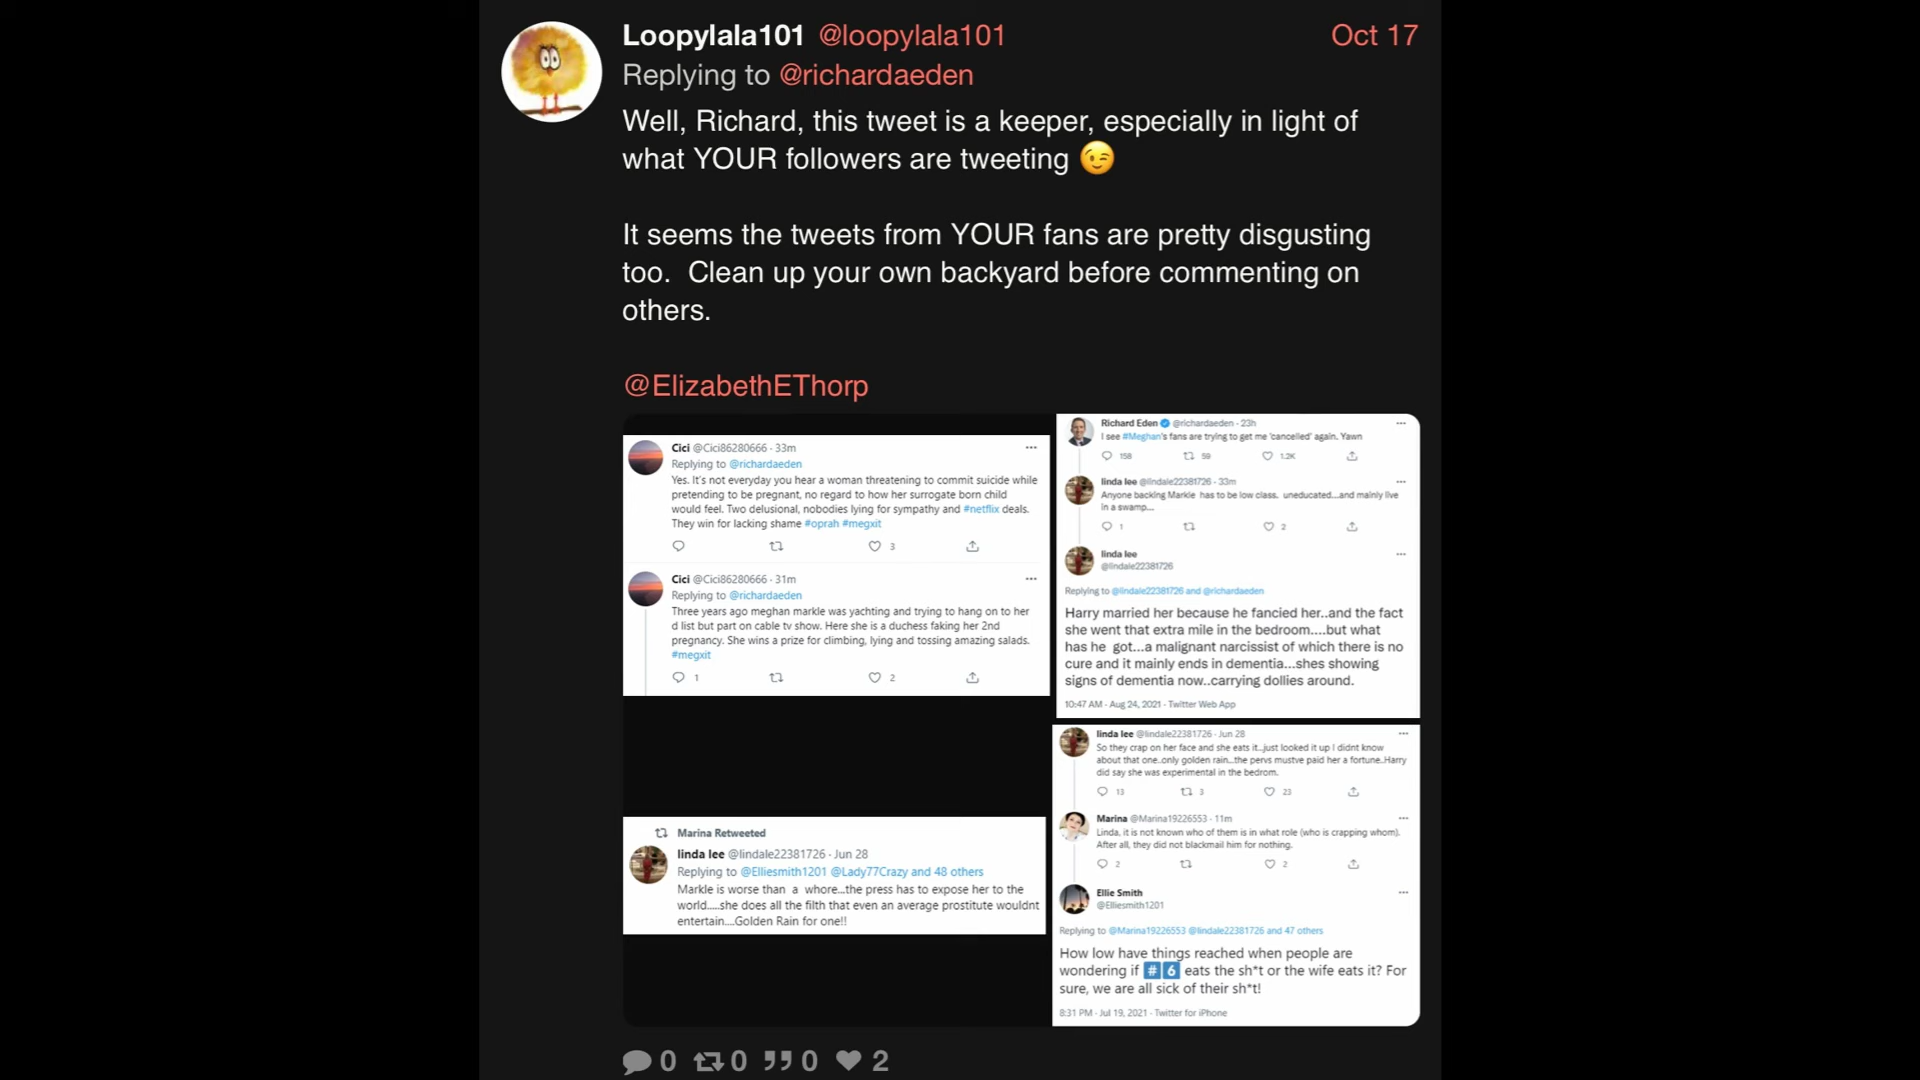 Loopylala101 @loopylala101 Oct 17
Replying to @richardaeden
Well, Richard, this tweet is a keeper, especially in light of
what YOUR followers are tweeting 😉
It seems the tweets from YOUR fans are pretty disgusting
too. Clean up your own backyard before commenting on
others.
@ElizabethEThorp
Cici @Cici86280666 · 33m
Replying to @richardaeden
Yes. It's not everyday you hear a woman threatening to commit suicide while
pretending to be pregnant, no regard to how her surrogate born child
would feel. Two delusional, nobodies lying for sympathy and #netflix deals.
They win for lacking shame #oprah #megxit
3
Cici @Cici86280666 · 31m
Replying to @richardaeden
Three years ago meghan markle was yachting and trying to hang on to her
d list but part on cable tv show. Here she is a duchess faking her 2nd
pregnancy. She wins a prize for climbing, lying and tossing amazing salads.
#megxit
1 2
Richard Eden @richardaeden · 23h
I see #Meghan's fans are trying to get me 'cancelled' again. Yawn
158 59 1.2K
linda lee @lindale22381726 · 33m
Anyone backing Markle has to be low class. uneducated...and mainly live
in a swamp...
1 2
linda lee
@lindale22381726
Replying to @lindale22381726 and @richardaeden
Harry married her because he fancied her..and the fact
she went that extra mile in the bedroom....but what
has he got...a malignant narcissist of which there is no
cure and it mainly ends in dementia...shes showing
signs of dementia now..carrying dollies around.
10:47 AM · Aug 24, 2021 · Twitter Web App
Marina Retweeted
linda lee @lindale22381726 · Jun 28
Replying to @Elliesmith1201 @Lady77Crazy and 48 others
Markle is worse than a whore...the press has to expose her to the
world.....she does all the filth that even an average prostitute wouldnt
entertain....Golden Rain for one!!
linda lee @lindale22381726 · Jun 28
So they crap on her face and she eats it..just looked it up I didnt know
about that one..only golden rain...the pervs mustve paid her a fortune..Harry
did say she was experimental in the bedrom.
13 3 23
Marina @Marina19226553 · 11m
Linda, it is not known who of them is in what role (who is crapping whom).
After all, they did not blackmail him for nothing.
2 2
Ellie Smith
@Elliesmith1201
Replying to @Marina19226553 @lindale22381726 and 47 others
How low have things reached when people are
wondering if #️⃣6️⃣ eats the sh*t or the wife eats it? For
sure, we are all sick of their sh*t!
8:31 PM · Jul 19, 2021 · Twitter for iPhone
0 0 0 2